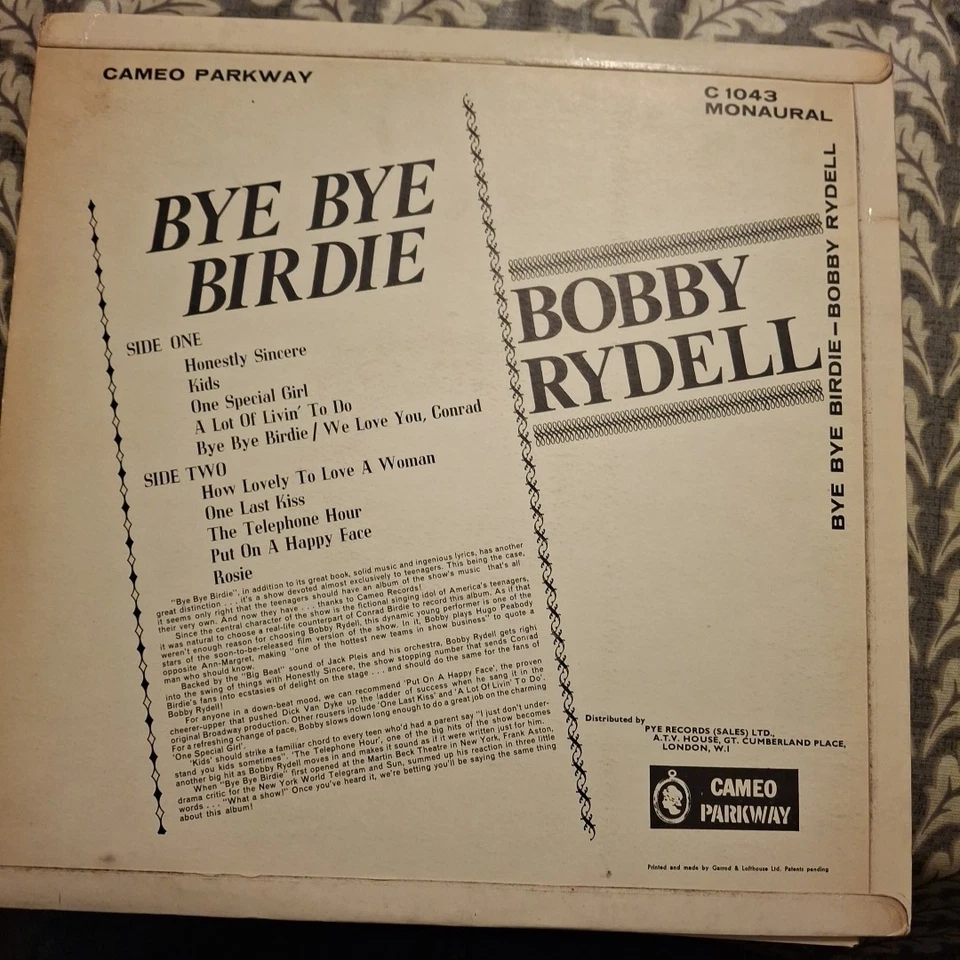 CAMEO PARKWAY
C 1043
MONAURAL
BYE BYE
BIRDIE
SIDE ONE
Honestly Sincere
Kids
One Special Girl
A Lot Of Livin' To Do
Bye Bye Birdie / We Love You, Conrad
SIDE TWO
How Lovely To Love A Woman
One Last Kiss
The Telephone Hour
Put On A Happy Face
Rosie
"Bye Bye Birdie", in addition to its great book, solid music and ingenious lyrics, has another
great distinction . . . it's a show devoted almost exclusively to teenagers. This being the case,
it seems only right that the teenagers should have an album of the show's music that's all
their very own. And now they have . . . thanks to Cameo Records!
Since the central character of the show is the fictional singing idol of America's teenagers,
it was natural to choose a real-life counterpart of Conrad Birdie to record this album. As if that
weren't enough reason for choosing Bobby Rydell, this dynamic young performer is one of the
stars of the soon-to-be-released film version of the show. In it, Bobby plays Hugo Peabody
opposite Ann-Margret, making "one of the hottest new teams in show business" to quote a
man who should know.
Backed by the "Big Beat" sound of Jack Pleis and his orchestra, Bobby Rydell gets right
into the swing of things with Honestly Sincere, the show stopping number that sends Conrad
Birdie's fans into ecstasies of delight on the stage . . . and should do the same for the fans of
Bobby Rydell!
For anyone in a down-beat mood, we can recommend 'Put On A Happy Face', the proven
cheerer-upper that pushed Dick Van Dyke up the ladder of success when he sang it in the
original Broadway production. Other rousers include 'One Last Kiss' and 'A Lot Of Livin' To Do'.
For a refreshing change of pace, Bobby slows down long enough to do a great job on the charming
'One Special Girl'.
'Kids' should strike a familiar chord to every teen who'd had a parent say "I just don't under-
stand you kids sometimes". 'The Telephone Hour', one of the big hits of the show becomes
another big hit as Bobby Rydell moves in and makes it sound as if it were written just for him.
When "Bye Bye Birdie" first opened at the Martin Beck Theatre in New York, Frank Aston,
drama critic for the New York World Telegram and Sun, summed up his reaction in three little
words . . . "What a show!" Once you've heard it, we're betting you'll be saying the same thing
about this album!
BOBBY
RYDELL
BYE BYE BIRDIE—BOBBY RYDELL
Distributed by
PYE RECORDS (SALES) LTD.,
A.T.V. HOUSE, GT. CUMBERLAND PLACE,
LONDON, W.I
CAMEO
PARKWAY
Printed and made by Garrod & Lofthouse Ltd. Patents pending